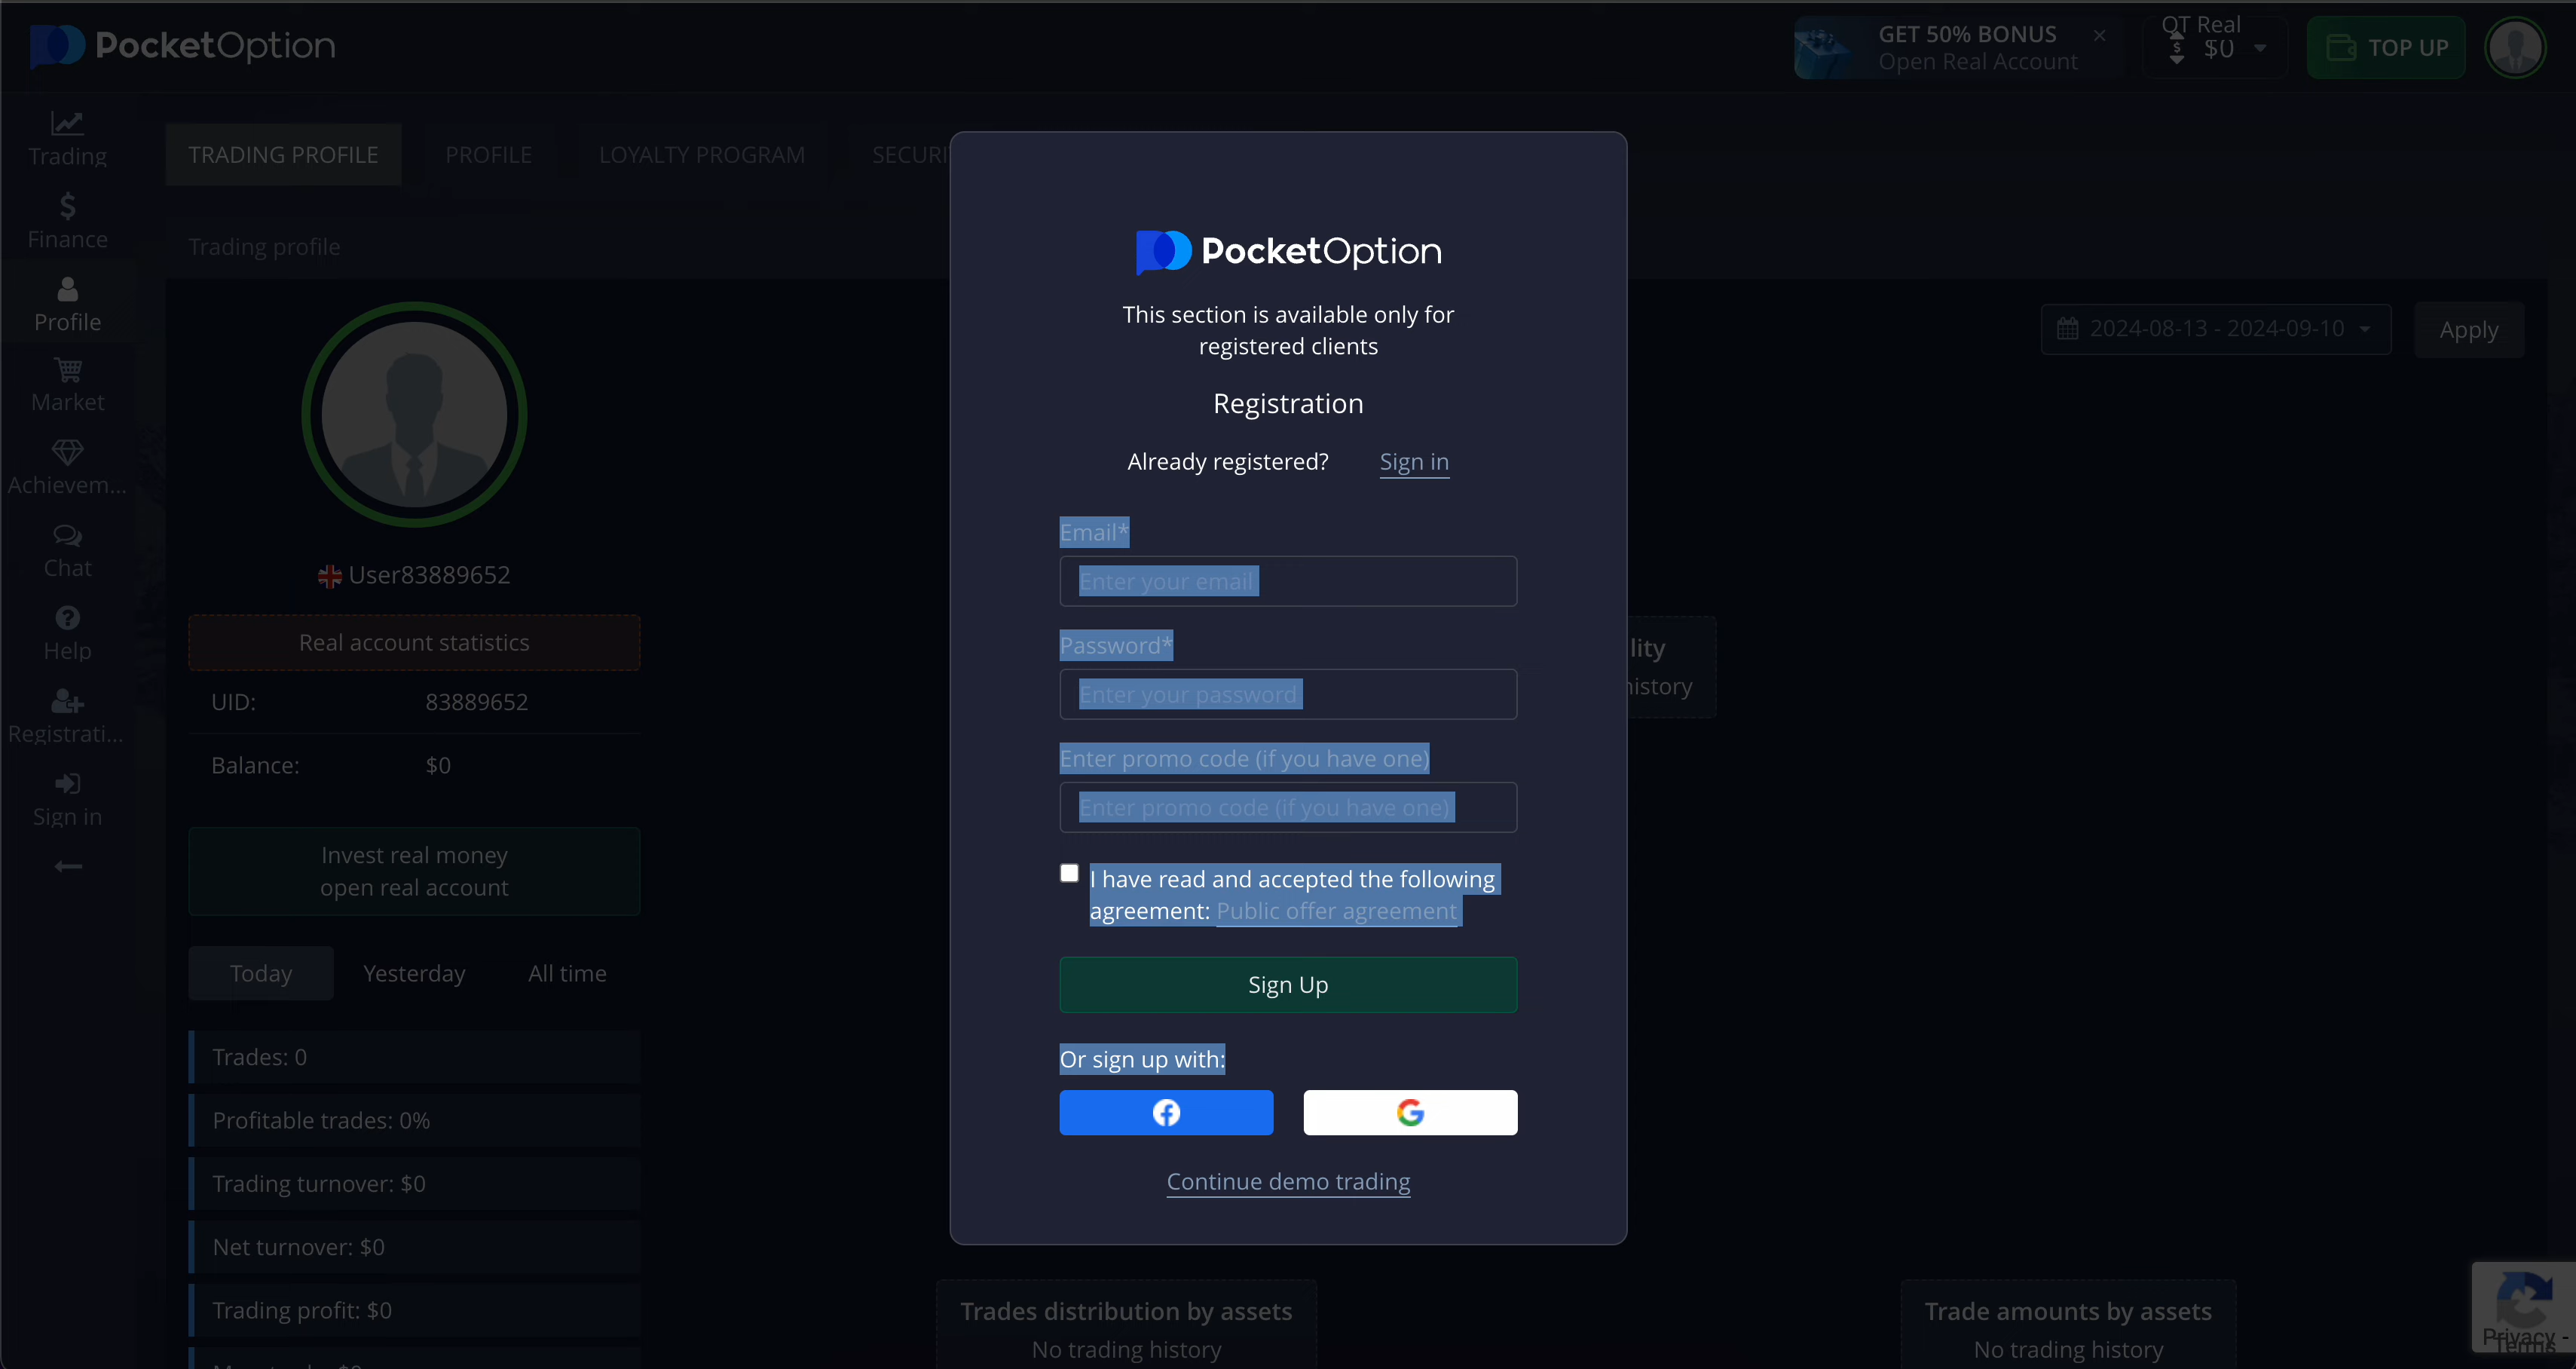 PocketOption
GET 50% BONUS
Open Real Account
QT Real
$0
TOP UP
Trading
Finance
Profile
Market
Achievem...
Chat
Help
Registrati...
Sign in
TRADING PROFILE
PROFILE
LOYALTY PROGRAM
SECURI
Trading profile
2024-08-13 - 2024-09-10
Apply
User83889652
Real account statistics
UID: 83889652
Balance: $0
Invest real money
open real account
Today
Yesterday
All time
Trades: 0
Profitable trades: 0%
Trading turnover: $0
Net turnover: $0
Trading profit: $0
PocketOption
This section is available only for
registered clients
Registration
Already registered? Sign in
Email*
Enter your email
Password*
Enter your password
Enter promo code (if you have one)
Enter promo code (if you have one)
I have read and accepted the following
agreement: Public offer agreement
Sign Up
Or sign up with:
Continue demo trading
lity
history
Trades distribution by assets
No trading history
Trade amounts by assets
No trading history
Privacy -
Terms